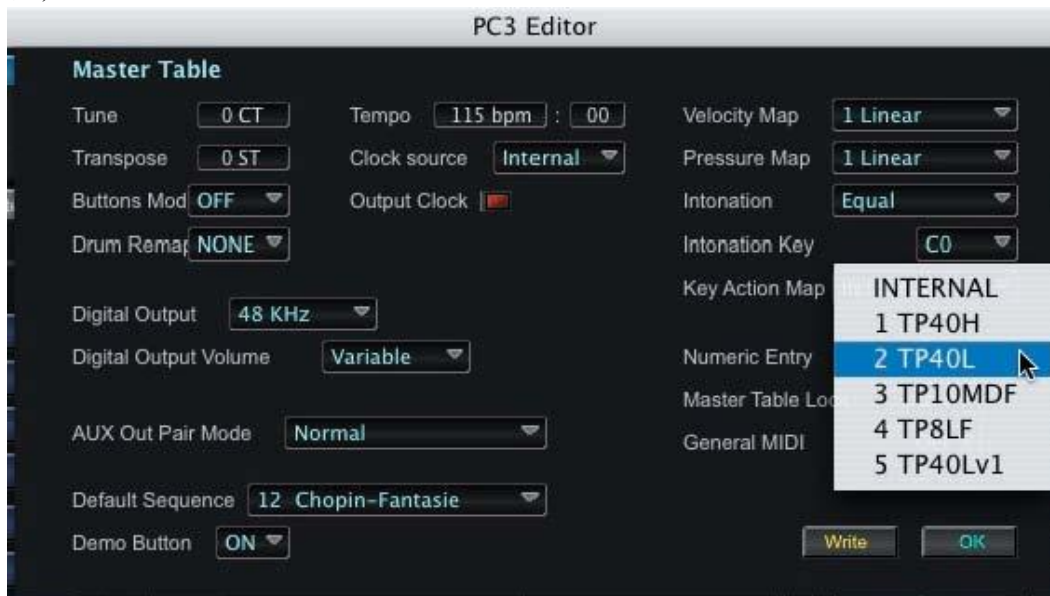 PC3 Editor
Master Table
Tune 0 CT Tempo 115 bpm : 00 Velocity Map 1 Linear
Transpose 0 ST Clock source Internal Pressure Map 1 Linear
Buttons Mod OFF Output Clock Intonation Equal
Drum Remap NONE Intonation Key C0
Key Action Map
INTERNAL
1 TP40H
2 TP40L
3 TP10MDF
4 TP8LF
5 TP40Lv1
Digital Output 48 KHz
Digital Output Volume Variable Numeric Entry
Master Table Loc
AUX Out Pair Mode Normal General MIDI
Default Sequence 12 Chopin-Fantasie
Demo Button ON Write OK